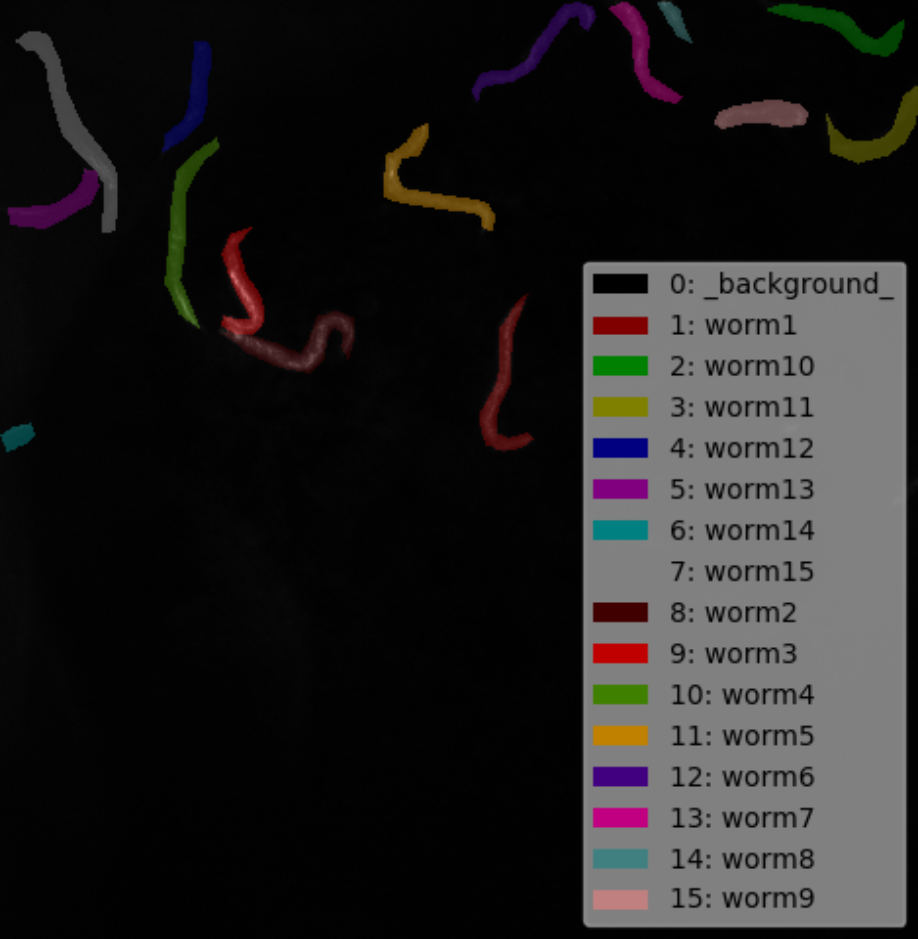 0: _background_
1: worm1
2: worm10
3: worm11
4: worm12
5: worm13
6: worm14
7: worm15
8: worm2
9: worm3
10: worm4
11: worm5
12: worm6
13: worm7
14: worm8
15: worm9